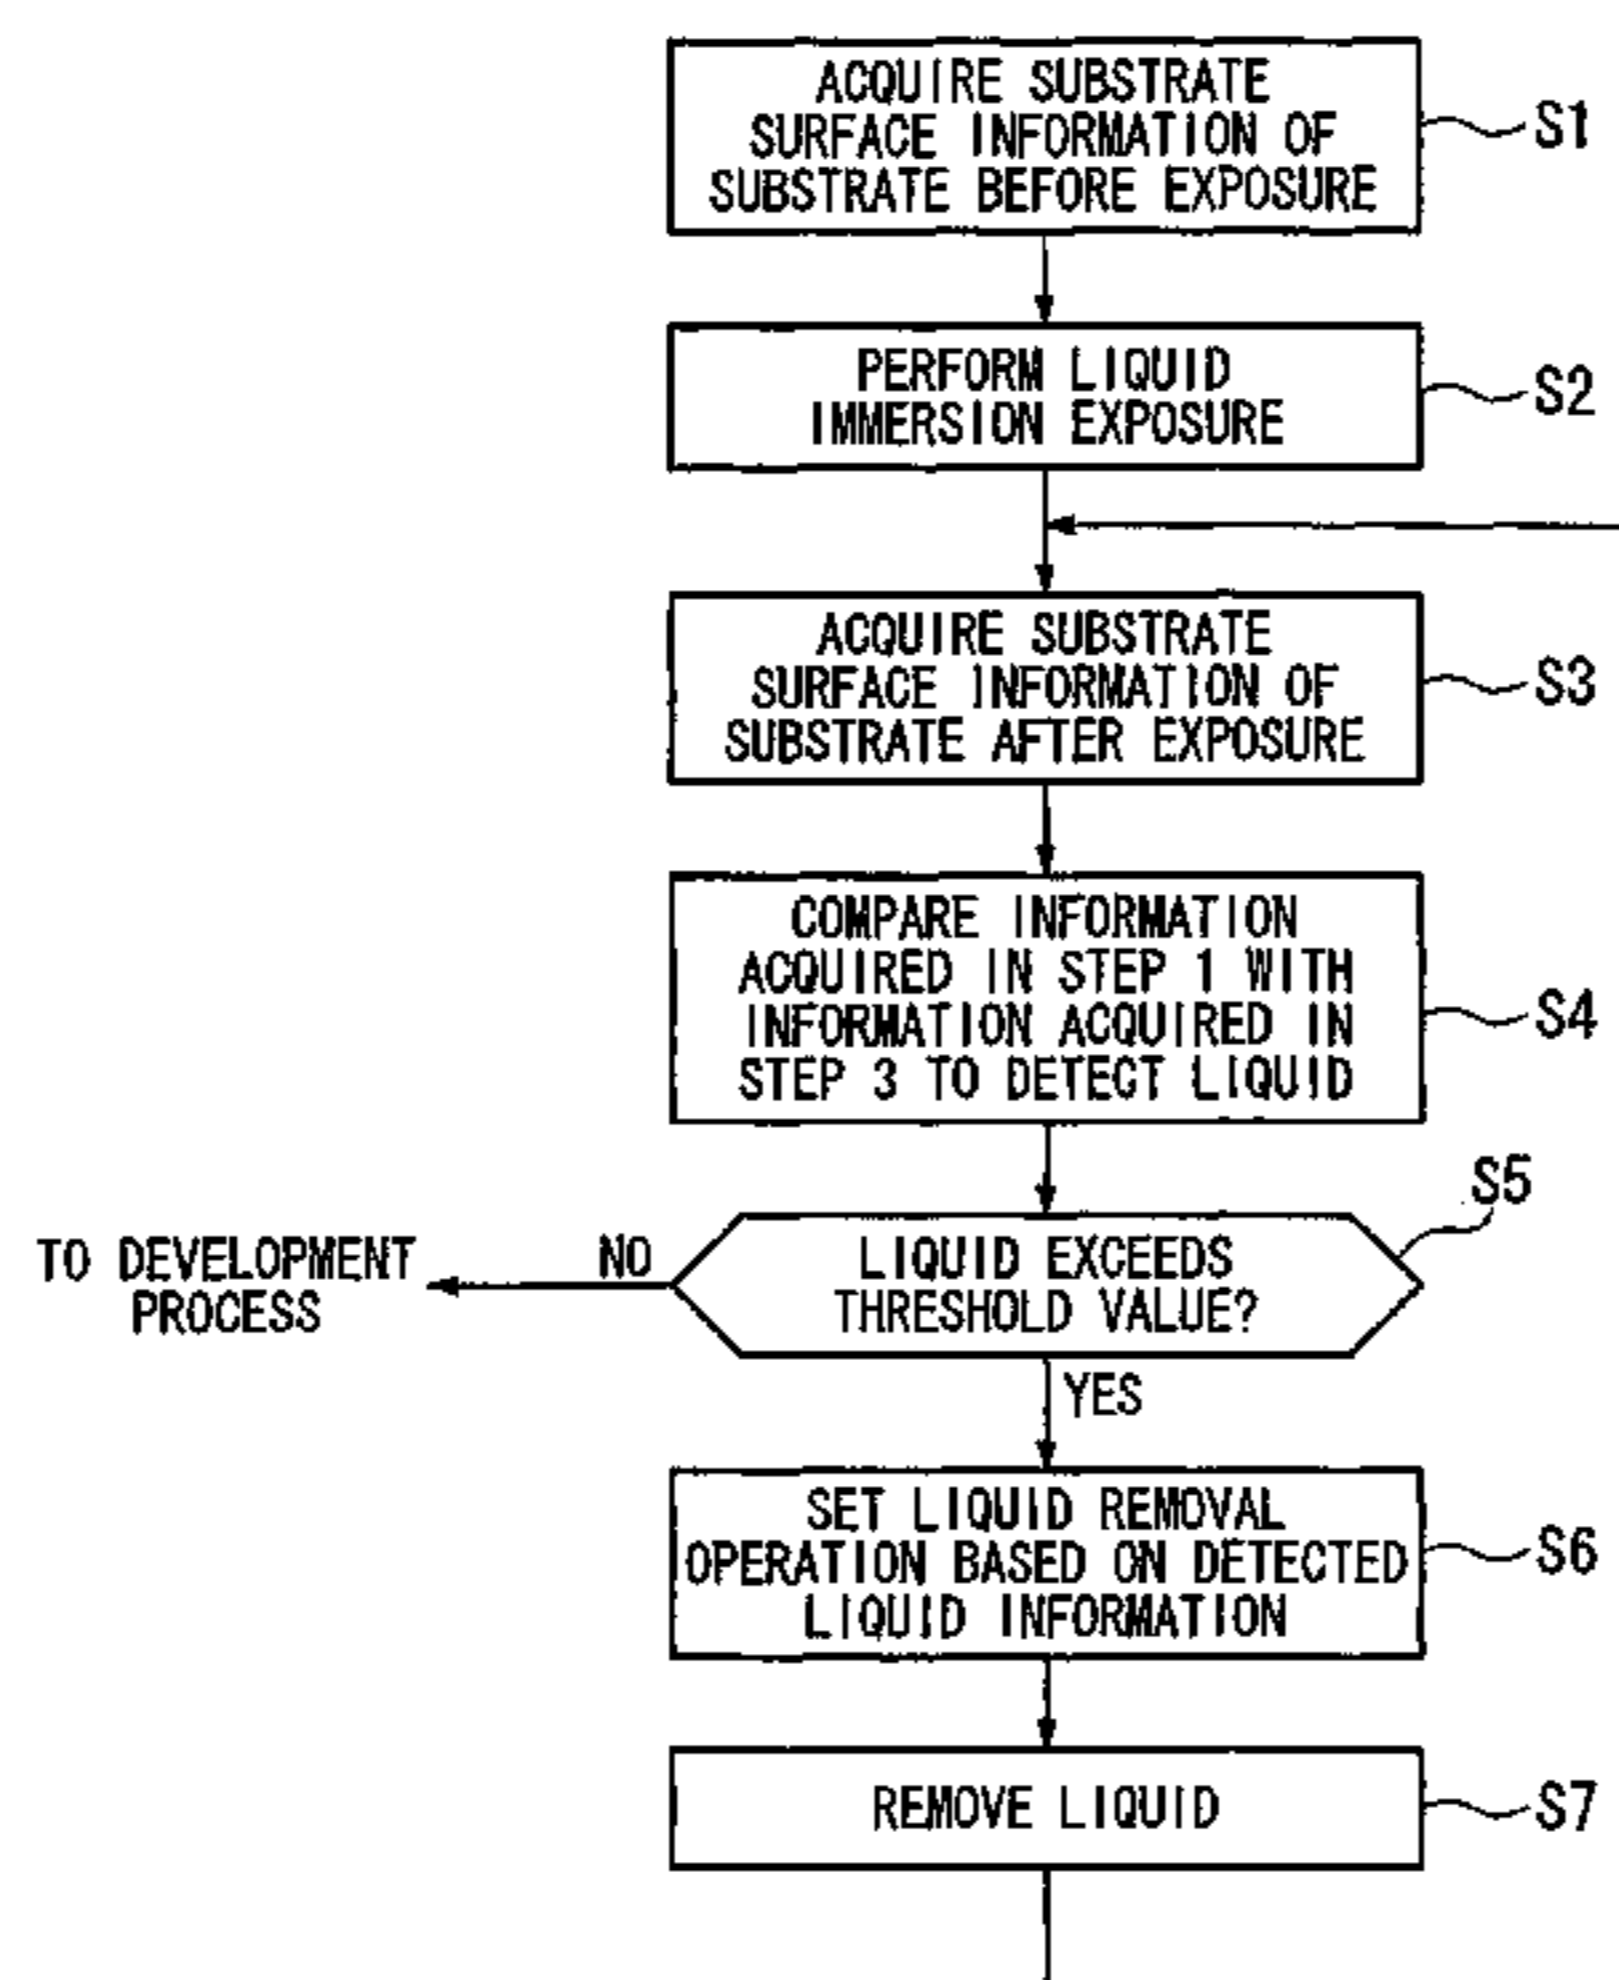 ACQUIRE SUBSTRATE
SURFACE INFORMATION OF
SUBSTRATE BEFORE EXPOSURE
S1
PERFORM LIQUID
IMMERSION EXPOSURE
S2
ACQUIRE SUBSTRATE
SURFACE INFORMATION OF
SUBSTRATE AFTER EXPOSURE
S3
COMPARE INFORMATION
ACQUIRED IN STEP 1 WITH
INFORMATION ACQUIRED IN
STEP 3 TO DETECT LIQUID
S4
S5
LIQUID EXCEEDS
THRESHOLD VALUE?
NO
TO DEVELOPMENT
PROCESS
YES
SET LIQUID REMOVAL
OPERATION BASED ON DETECTED
LIQUID INFORMATION
S6
REMOVE LIQUID
S7